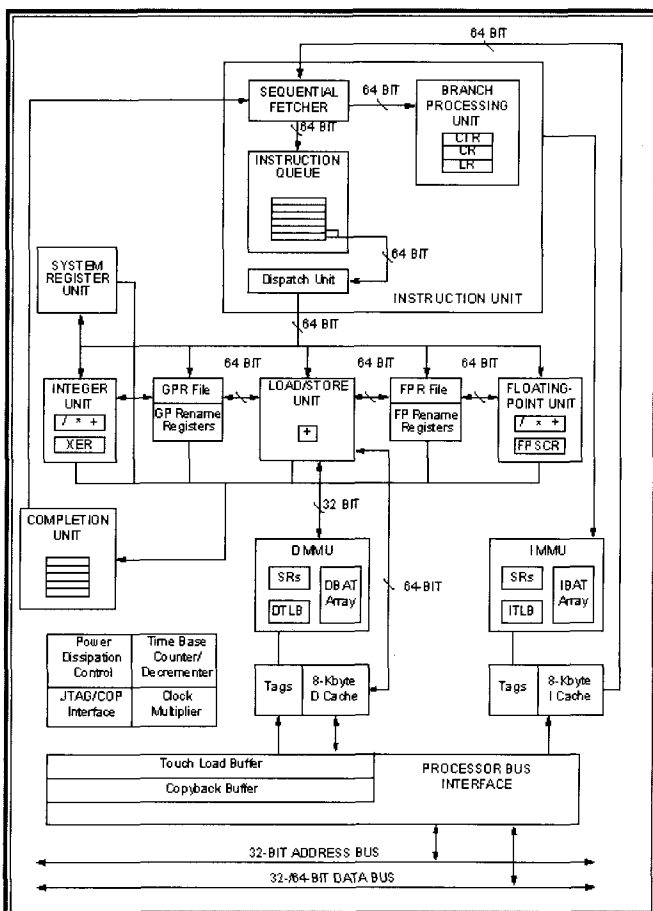 64 BIT
SEQUENTIAL
FETCHER
64 BIT
BRANCH
PROCESSING
UNIT
CTR
CR
LR
64 BIT
INSTRUCTION
QUEUE
64 BIT
Dispatch Unit
INSTRUCTION UNIT
SYSTEM
REGISTER
UNIT
64 BIT
INTEGER
UNIT
/ * +
XER
GPR File
GP Rename
Registers
64 BIT
LOAD/STORE
UNIT
+
64 BIT
FPR File
FP Rename
Registers
64 BIT
FLOATING-
POINT UNIT
/ * +
FPSCR
COMPLETION
UNIT
32 BIT
DMMU
SRs
DTLB
DBAT
Array
64-BIT
IMMU
SRs
ITLB
IBAT
Array
Power
Dissipation
Control
Time Base
Counter/
Decrementer
JTAG/COP
Interface
Clock
Multiplier
Tags
8-Kbyte
D Cache
Tags
8-Kbyte
I Cache
Touch Load Buffer
Copyback Buffer
PROCESSOR BUS
INTERFACE
32-BIT ADDRESS BUS
32-/64-BIT DATA BUS